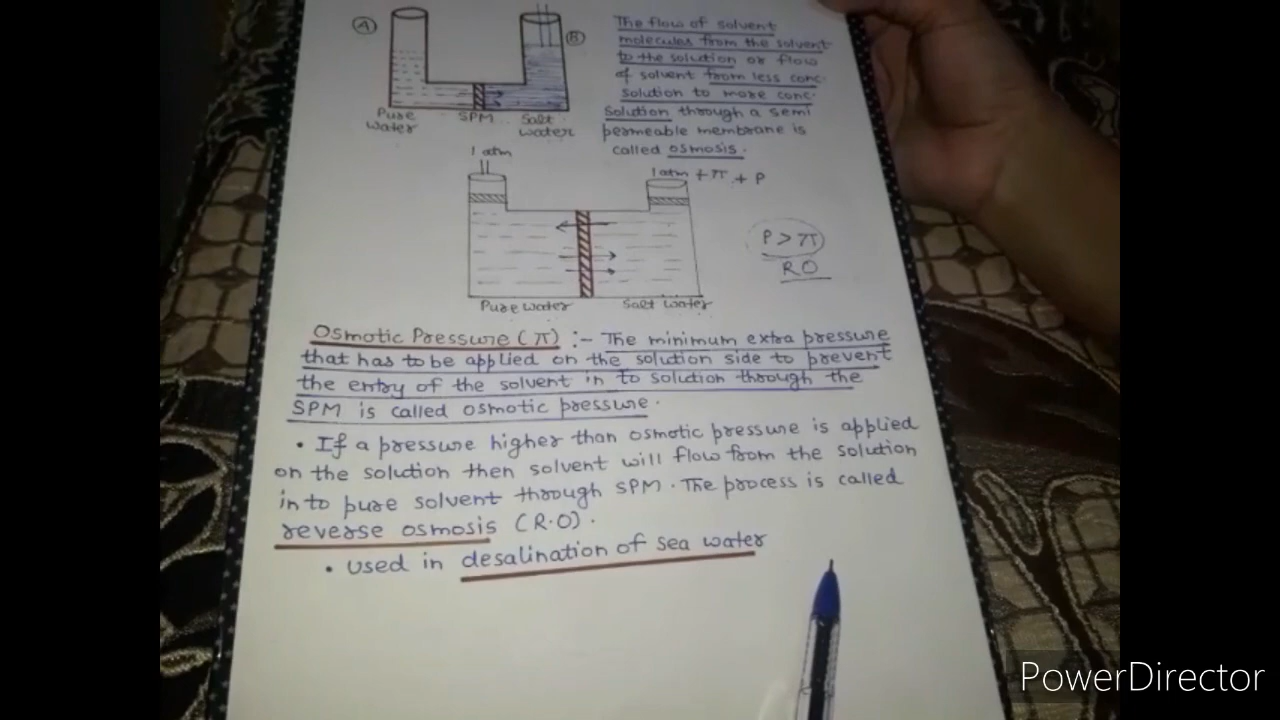 A
B
Pure
water
SPM
Salt
water
The flow of solvent
molecules from the solvent
to the solution or flow
of solvent from less conc.
solution to more conc.
solution through a semi
permeable membrane is
called osmosis.
1 atm
1 atm + π + P
P > π
RO
Pure water
Salt water
Osmotic Pressure (π) :- The minimum extra pressure
that has to be applied on the solution side to prevent
the entry of the solvent in to solution through the
SPM is called osmotic pressure.
• If a pressure higher than osmotic pressure is applied
on the solution then solvent will flow from the solution
in to pure solvent through SPM. The process is called
reverse osmosis (R.O).
• used in desalination of sea water
PowerDirector